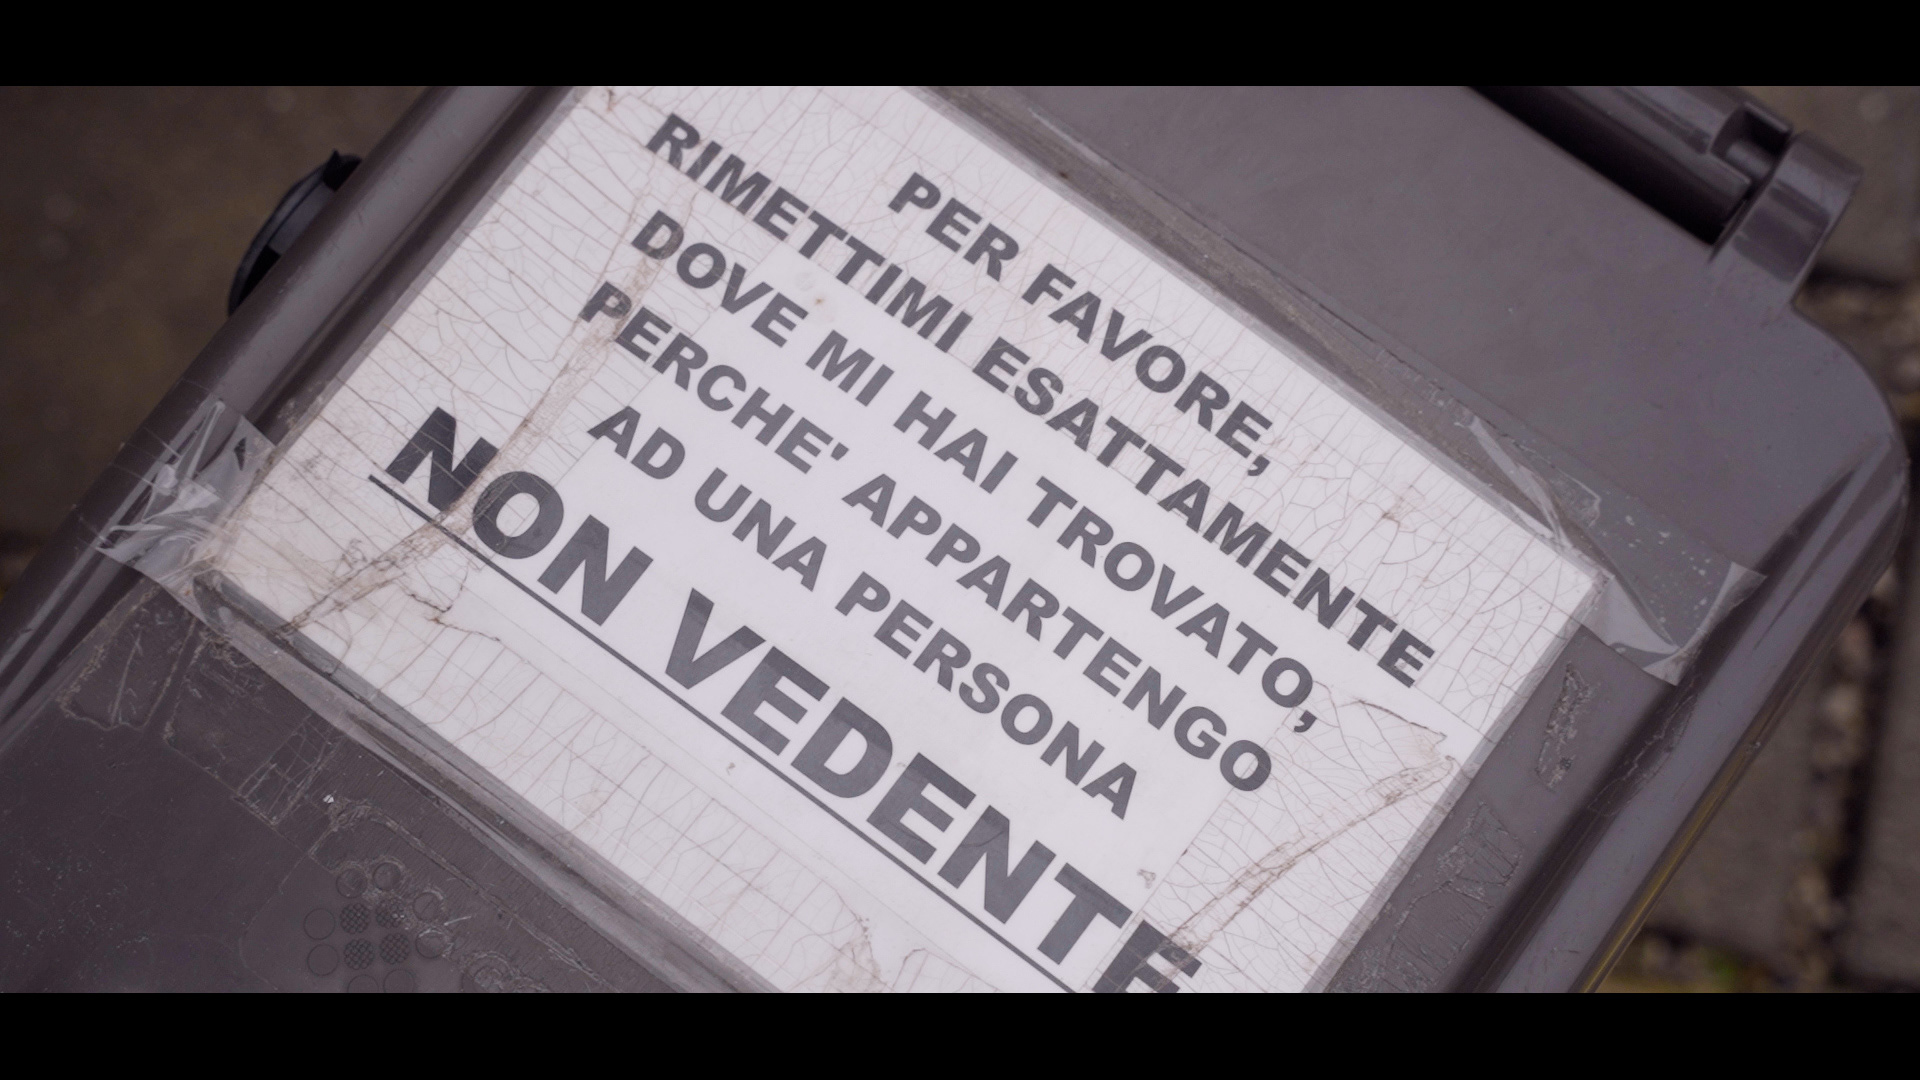 PER FAVORE,
RIMETTIMI ESATTAMENTE
DOVE MI HAI TROVATO,
PERCHE' APPARTENGO
AD UNA PERSONA
NON VEDENTE